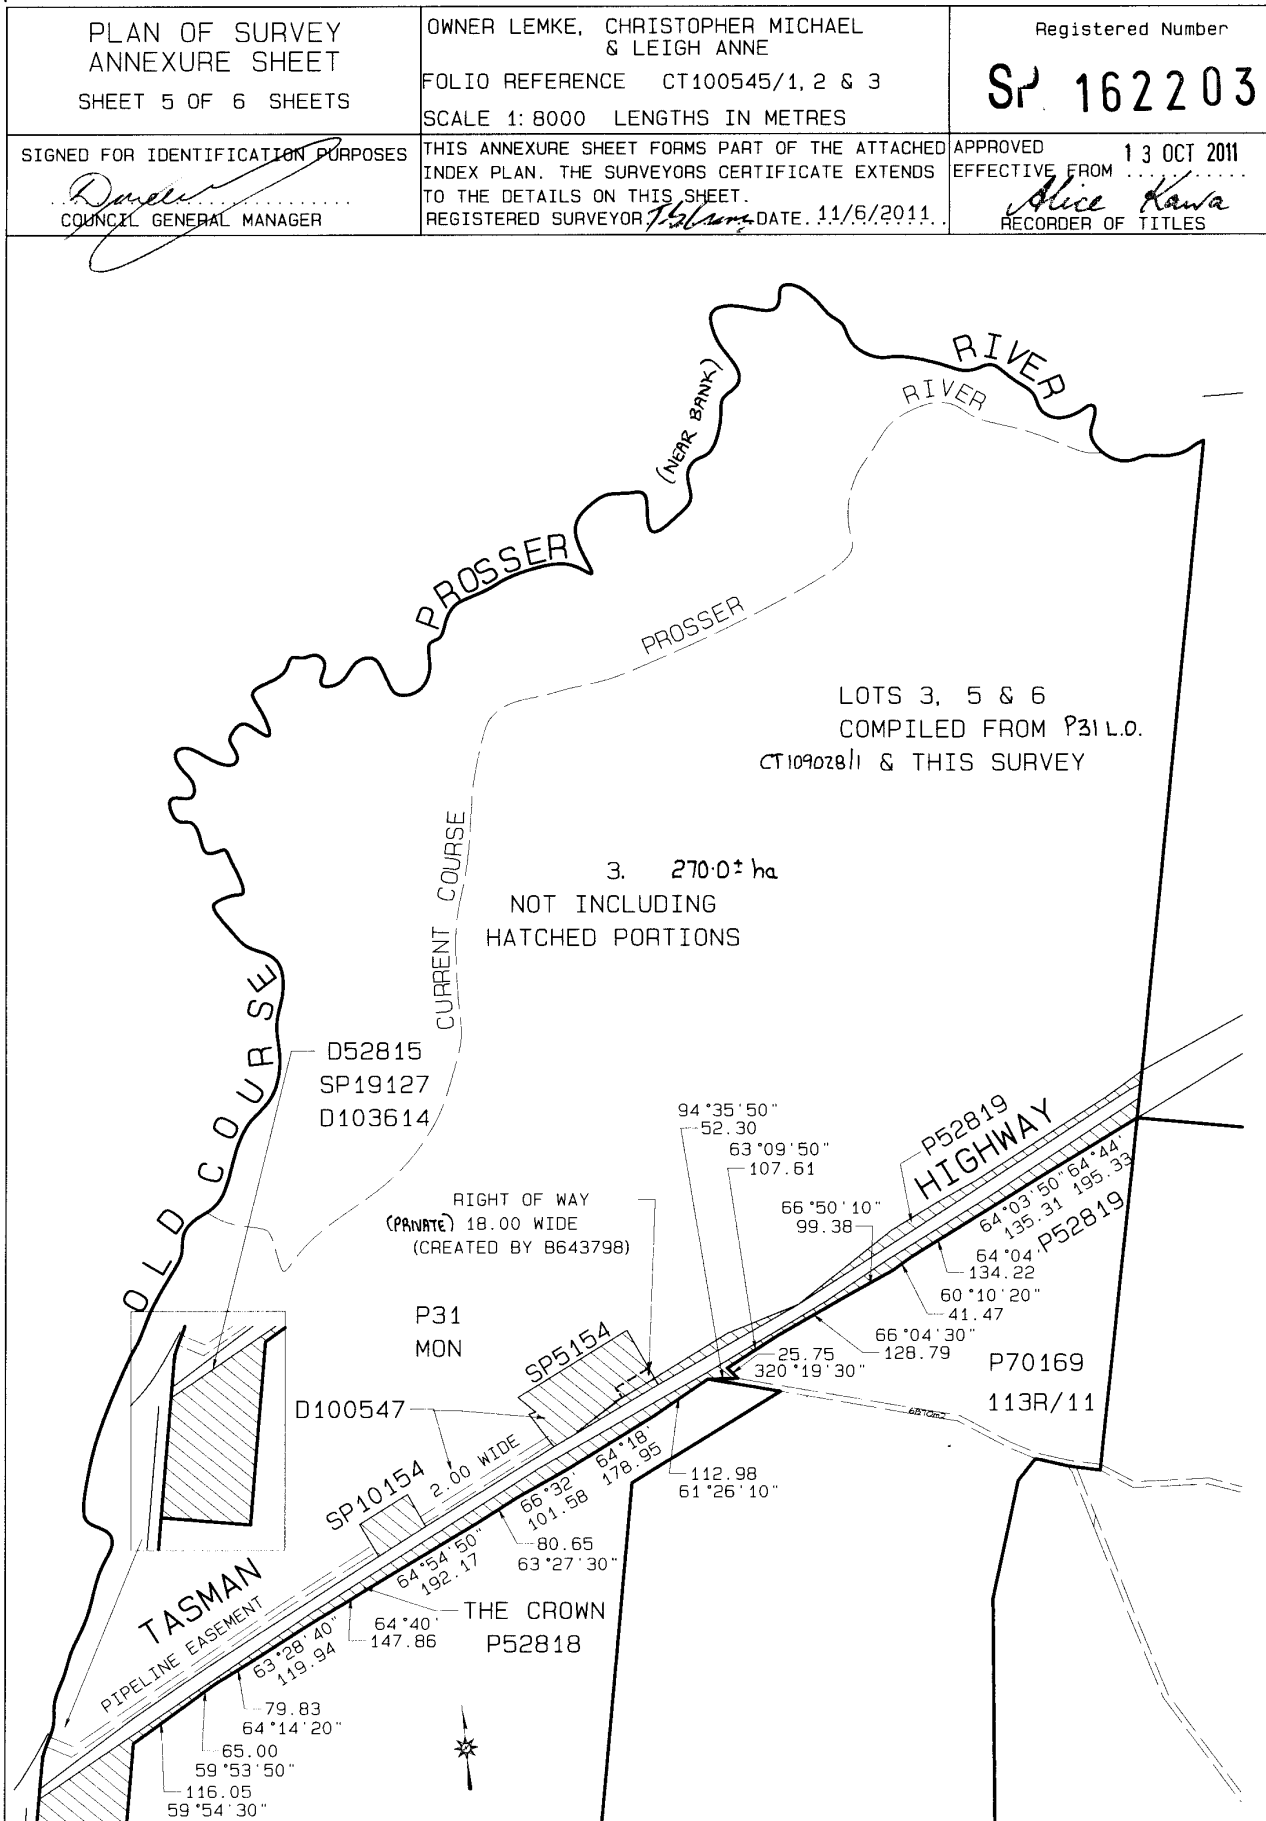 PLAN OF SURVEY
ANNEXURE SHEET
SHEET 5 OF 6 SHEETS
OWNER LEMKE, CHRISTOPHER MICHAEL
& LEIGH ANNE
FOLIO REFERENCE CT100545/1, 2 & 3
SCALE 1: 8000 LENGTHS IN METRES
Registered Number
SP 162203
SIGNED FOR IDENTIFICATION PURPOSES
COUNCIL GENERAL MANAGER
THIS ANNEXURE SHEET FORMS PART OF THE ATTACHED
INDEX PLAN. THE SURVEYORS CERTIFICATE EXTENDS
TO THE DETAILS ON THIS SHEET.
REGISTERED SURVEYOR DATE. 11/6/2011..
APPROVED
EFFECTIVE FROM 13 OCT 2011
Alice Kawa
RECORDER OF TITLES
RIVER
RIVER
(NEAR BANK)
PROSSER
PROSSER
LOTS 3, 5 & 6
COMPILED FROM P31 L.O.
CT109028/1 & THIS SURVEY
3. 270.0± ha
NOT INCLUDING
HATCHED PORTIONS
CURRENT COURSE
OLD COURSE
D52815
SP19127
D103614
94°35'50"
52.30
63°09'50"
107.61
P52819
HIGHWAY
66°50'10"
99.38
64°44'
195.33
64°03'50"
135.31
P52819
64°04'
134.22
60°10'20"
41.47
66°04'30"
128.79
RIGHT OF WAY
(PRIVATE) 18.00 WIDE
(CREATED BY B643798)
P31
MON
SP5154
25.75
320°19'30"
P70169
113R/11
D100547
2.00 WIDE
SP10154
64°18'
178.95
66°32'
101.58
112.98
61°26'10"
80.65
63°27'30"
64°54'50"
192.17
TASMAN
PIPELINE EASEMENT
THE CROWN
P52818
64°40'
147.86
63°28'40"
119.94
79.83
64°14'20"
65.00
59°53'50"
116.05
59°54'30"